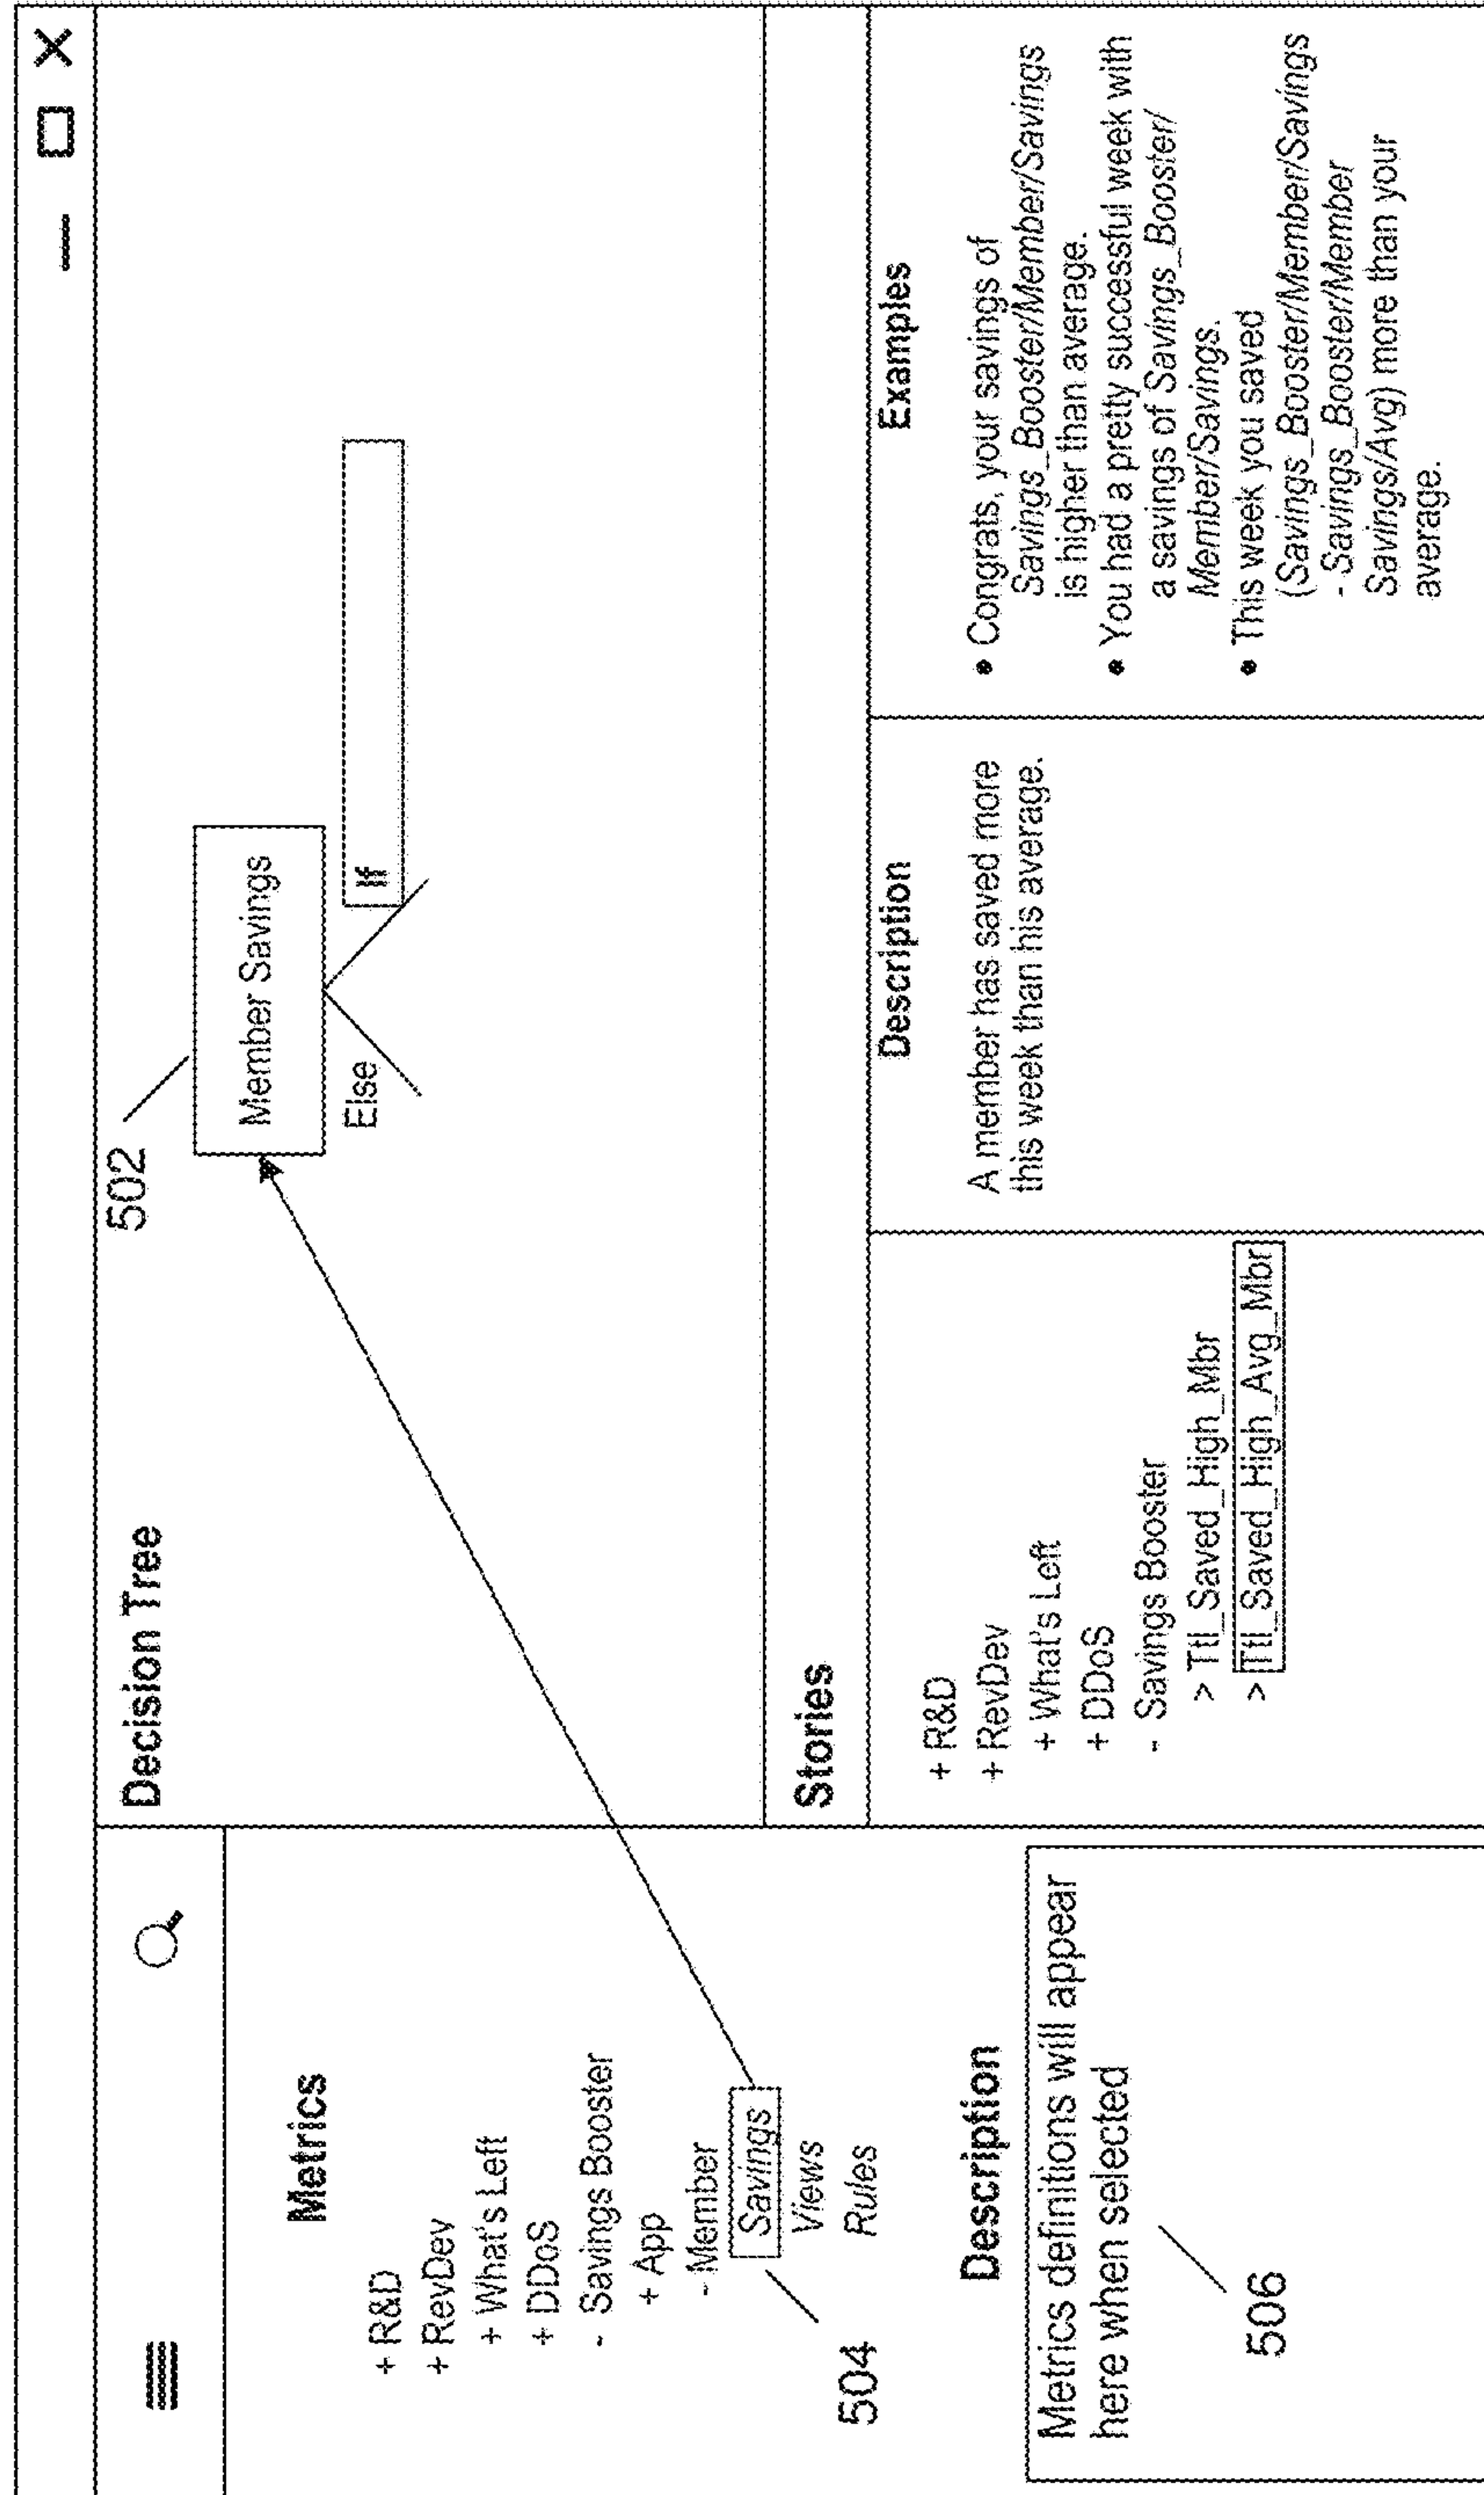 Metrics
+ R&D
+ RevDev
+ What's Left
+ DDoS
- Savings Booster
+ App
- Member
Savings
Views
Rules
504
Description
Metrics definitions will appear
here when selected
506
Decision Tree
502
Member Savings
Else
If
Stories
+ R&D
+ RevDev
+ What's Left
+ DDoS
- Savings Booster
> Ttl_Saved_High_Mbr
> Ttl_Saved_High_Avg_Mbr
Description
A member has saved more
this week than his average.
Examples
• Congrats, your savings of
Savings_Booster/Member/Savings
is higher than average.
• You had a pretty successful week with
a savings of Savings_Booster/
Member/Savings.
• This week you saved
(Savings_Booster/Member/Savings
- Savings_Booster/Member
Savings/Avg) more than your
average.